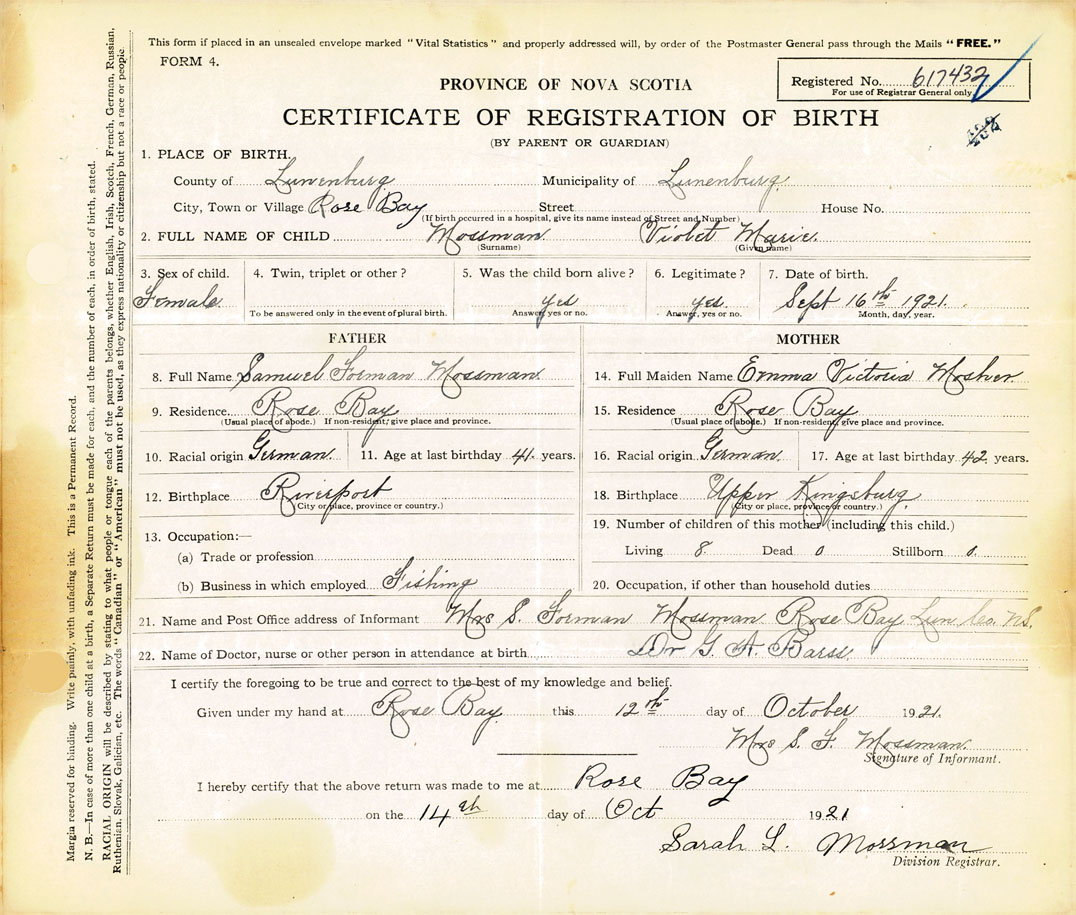 This form if placed in an unsealed envelope marked "Vital Statistics" and properly addressed will, by order of the Postmaster General pass through the Mails "FREE."
FORM 4.
Registered No. 617432
For use of Registrar General only
PROVINCE OF NOVA SCOTIA
CERTIFICATE OF REGISTRATION OF BIRTH
(BY PARENT OR GUARDIAN)
1. PLACE OF BIRTH.
County of Lunenburg Municipality of Lunenburg
City, Town or Village Rose Bay Street House No.
(If birth occurred in a hospital, give its name instead of Street and Number)
2. FULL NAME OF CHILD Mossman Violet Marie.
(Surname) (Given name)
3. Sex of child. 4. Twin, triplet or other? 5. Was the child born alive? 6. Legitimate? 7. Date of birth.
Female yes yes. Sept 16th 1921.
To be answered only in the event of plural birth. Answer, yes or no. Answer, yes or no. Month, day, year.
FATHER
8. Full Name Samuel Forman Mossman
9. Residence Rose Bay
(Usual place of abode.) If non-resident, give place and province.
10. Racial origin German. 11. Age at last birthday 41. years.
12. Birthplace Riverport
(City or place, province or country.)
13. Occupation:—
(a) Trade or profession
(b) Business in which employed Fishing
MOTHER
14. Full Maiden Name Emma Victoria Mosher
15. Residence Rose Bay
(Usual place of abode.) If non-resident, give place and province.
16. Racial origin German. 17. Age at last birthday 42. years.
18. Birthplace Upper Kingsburg.
(City or place, province or country.)
19. Number of children of this mother (including this child.)
Living 8. Dead 0 Stillborn 0.
20. Occupation, if other than household duties
21. Name and Post Office address of Informant Mrs S. Forman Mossman Rose Bay Lun Co. NS.
22. Name of Doctor, nurse or other person in attendance at birth Dr G. A. Barss.
I certify the foregoing to be true and correct to the best of my knowledge and belief.
Given under my hand at Rose Bay this 12th day of October 1921.
Mrs S. F. Mossman.
Signature of Informant.
I hereby certify that the above return was made to me at Rose Bay
on the 14th day of Oct 1921
Sarah L. Mossman
Division Registrar.
Margia reserved for binding. Write plainly, with unfading ink. This is a Permanent Record.
N. B.—In case of more than one child at a birth, a Separate Return must be made for each, and the number of each, in order of birth, stated.
RACIAL ORIGIN will be described by stating to what people or tongue each of the parents belongs, whether English, Irish, Scotch, French, German, Russian,
Ruthenian, Slovak, Galician, etc. The words "Canadian" or "American" must not be used, as they express nationality or citizenship but not a race or people.